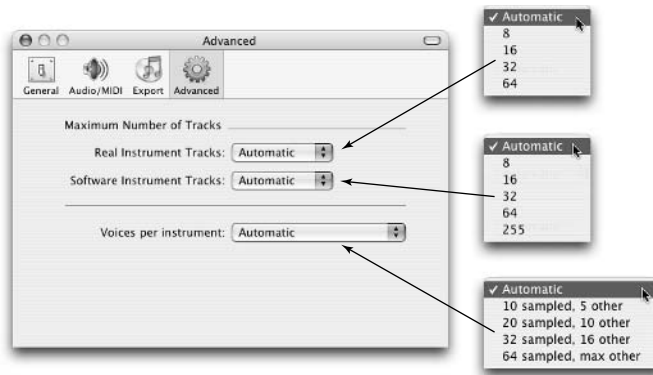 Advanced
General Audio/MIDI Export Advanced
Maximum Number of Tracks
Real Instrument Tracks: Automatic
Software Instrument Tracks: Automatic
Voices per instrument: Automatic
✓ Automatic
8
16
32
64
✓ Automatic
8
16
32
64
255
✓ Automatic
10 sampled, 5 other
20 sampled, 10 other
32 sampled, 16 other
64 sampled, max other